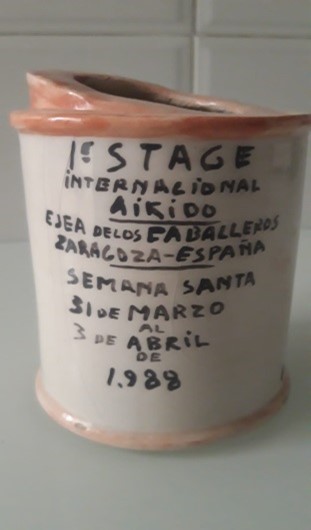 1er STAGE
INTERNACIONAL
AIKIDO
EJEA DE LOS CABALLEROS
ZARAGOZA-ESPAÑA
SEMANA SANTA
31 DE MARZO
AL
3 DE ABRIL
DE
1.988